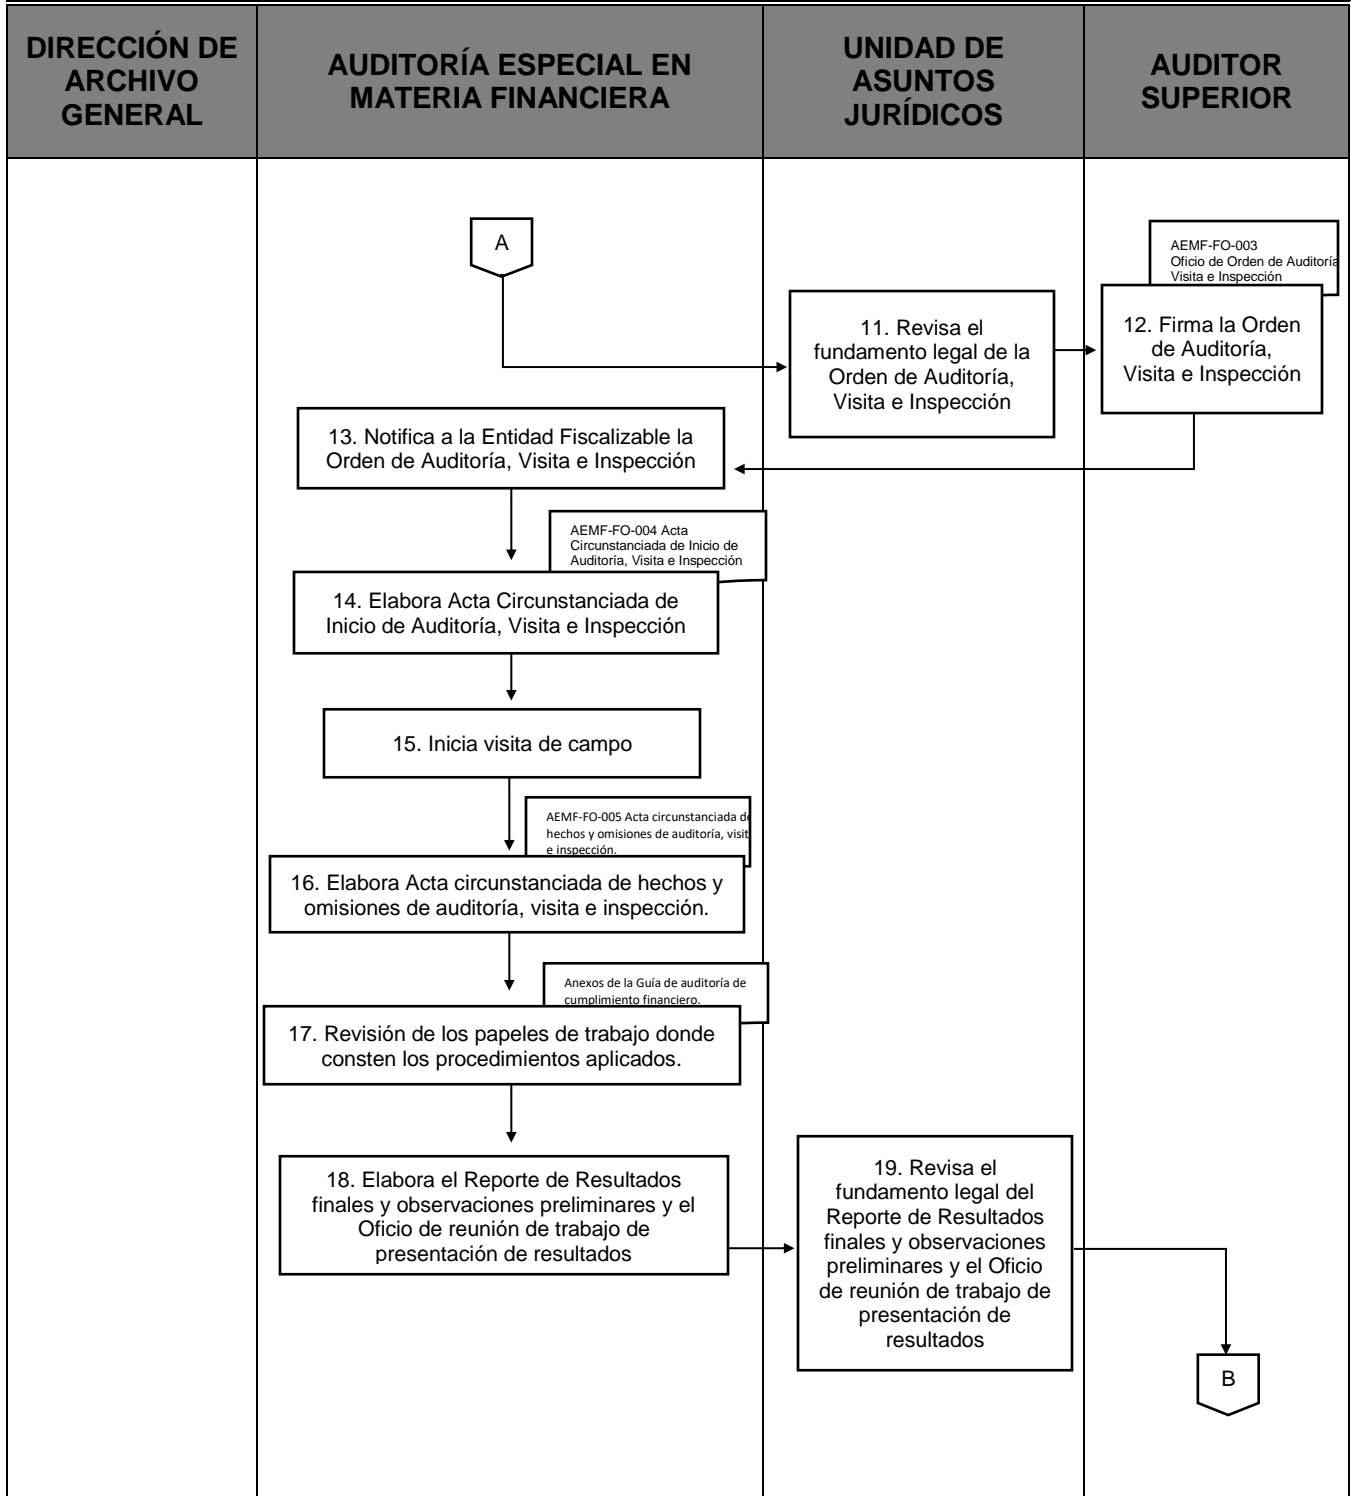 DIRECCIÓN DE
ARCHIVO
GENERAL
AUDITORÍA ESPECIAL EN
MATERIA FINANCIERA
UNIDAD DE
ASUNTOS
JURÍDICOS
AUDITOR
SUPERIOR
A
11. Revisa el
fundamento legal de la
Orden de Auditoría,
Visita e Inspección
AEMF-FO-003
Oficio de Orden de Auditoría
Visita e Inspección
12. Firma la Orden
de Auditoría,
Visita e Inspección
13. Notifica a la Entidad Fiscalizable la
Orden de Auditoría, Visita e Inspección
AEMF-FO-004 Acta
Circunstanciada de Inicio de
Auditoría, Visita e Inspección
14. Elabora Acta Circunstanciada de
Inicio de Auditoría, Visita e Inspección
15. Inicia visita de campo
AEMF-FO-005 Acta circunstanciada de
hechos y omisiones de auditoría, visit
e inspección.
16. Elabora Acta circunstanciada de hechos y
omisiones de auditoría, visita e inspección.
Anexos de la Guía de auditoría de
cumplimiento financiero.
17. Revisión de los papeles de trabajo donde
consten los procedimientos aplicados.
18. Elabora el Reporte de Resultados
finales y observaciones preliminares y el
Oficio de reunión de trabajo de
presentación de resultados
19. Revisa el
fundamento legal del
Reporte de Resultados
finales y observaciones
preliminares y el Oficio
de reunión de trabajo de
presentación de
resultados
B